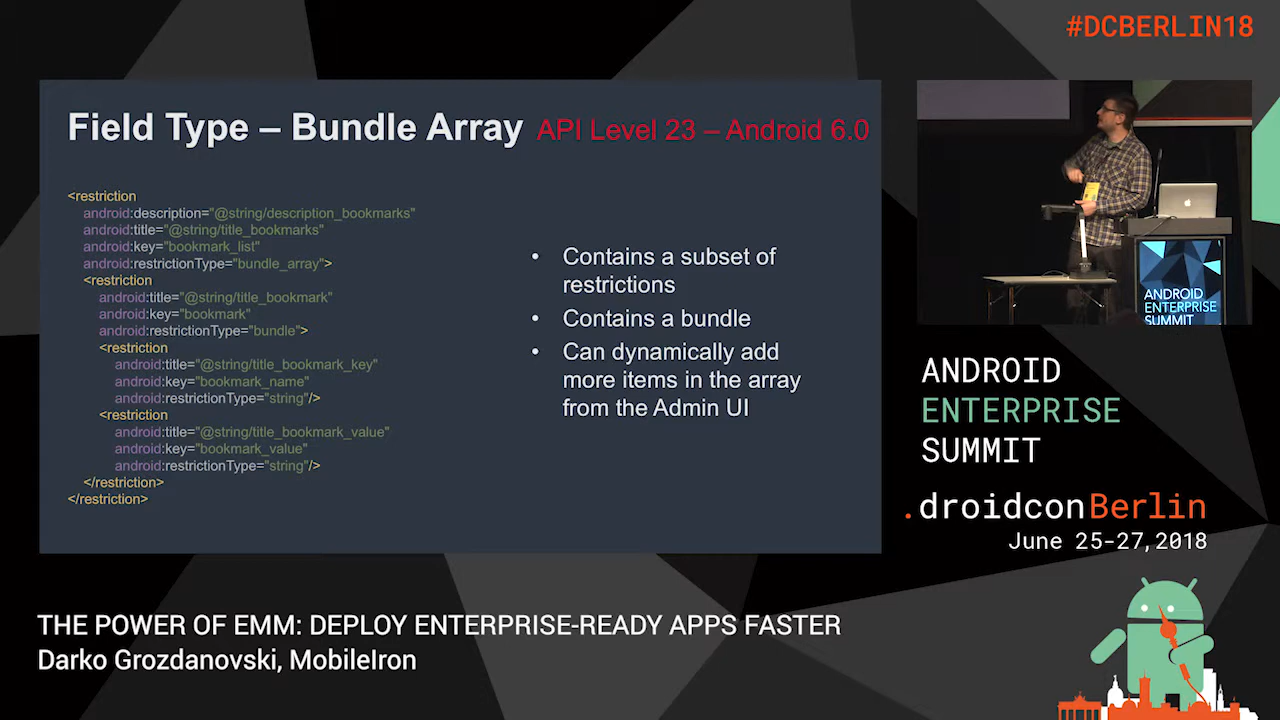 #DCBERLIN18
Field Type – Bundle Array API Level 23 – Android 6.0
<restriction
android:description="@string/description_bookmarks"
android:title="@string/title_bookmarks"
android:key="bookmark_list"
android:restrictionType="bundle_array">
<restriction
android:title="@string/title_bookmark"
android:key="bookmark"
android:restrictionType="bundle">
<restriction
android:title="@string/title_bookmark_key"
android:key="bookmark_name"
android:restrictionType="string"/>
<restriction
android:title="@string/title_bookmark_value"
android:key="bookmark_value"
android:restrictionType="string"/>
</restriction>
</restriction>
• Contains a subset of
restrictions
• Contains a bundle
• Can dynamically add
more items in the array
from the Admin UI
ANDROID
ENTERPRISE
SUMMIT
ANDROID
ENTERPRISE
SUMMIT
.droidconBerlin
June 25-27,2018
THE POWER OF EMM: DEPLOY ENTERPRISE-READY APPS FASTER
Darko Grozdanovski, MobileIron